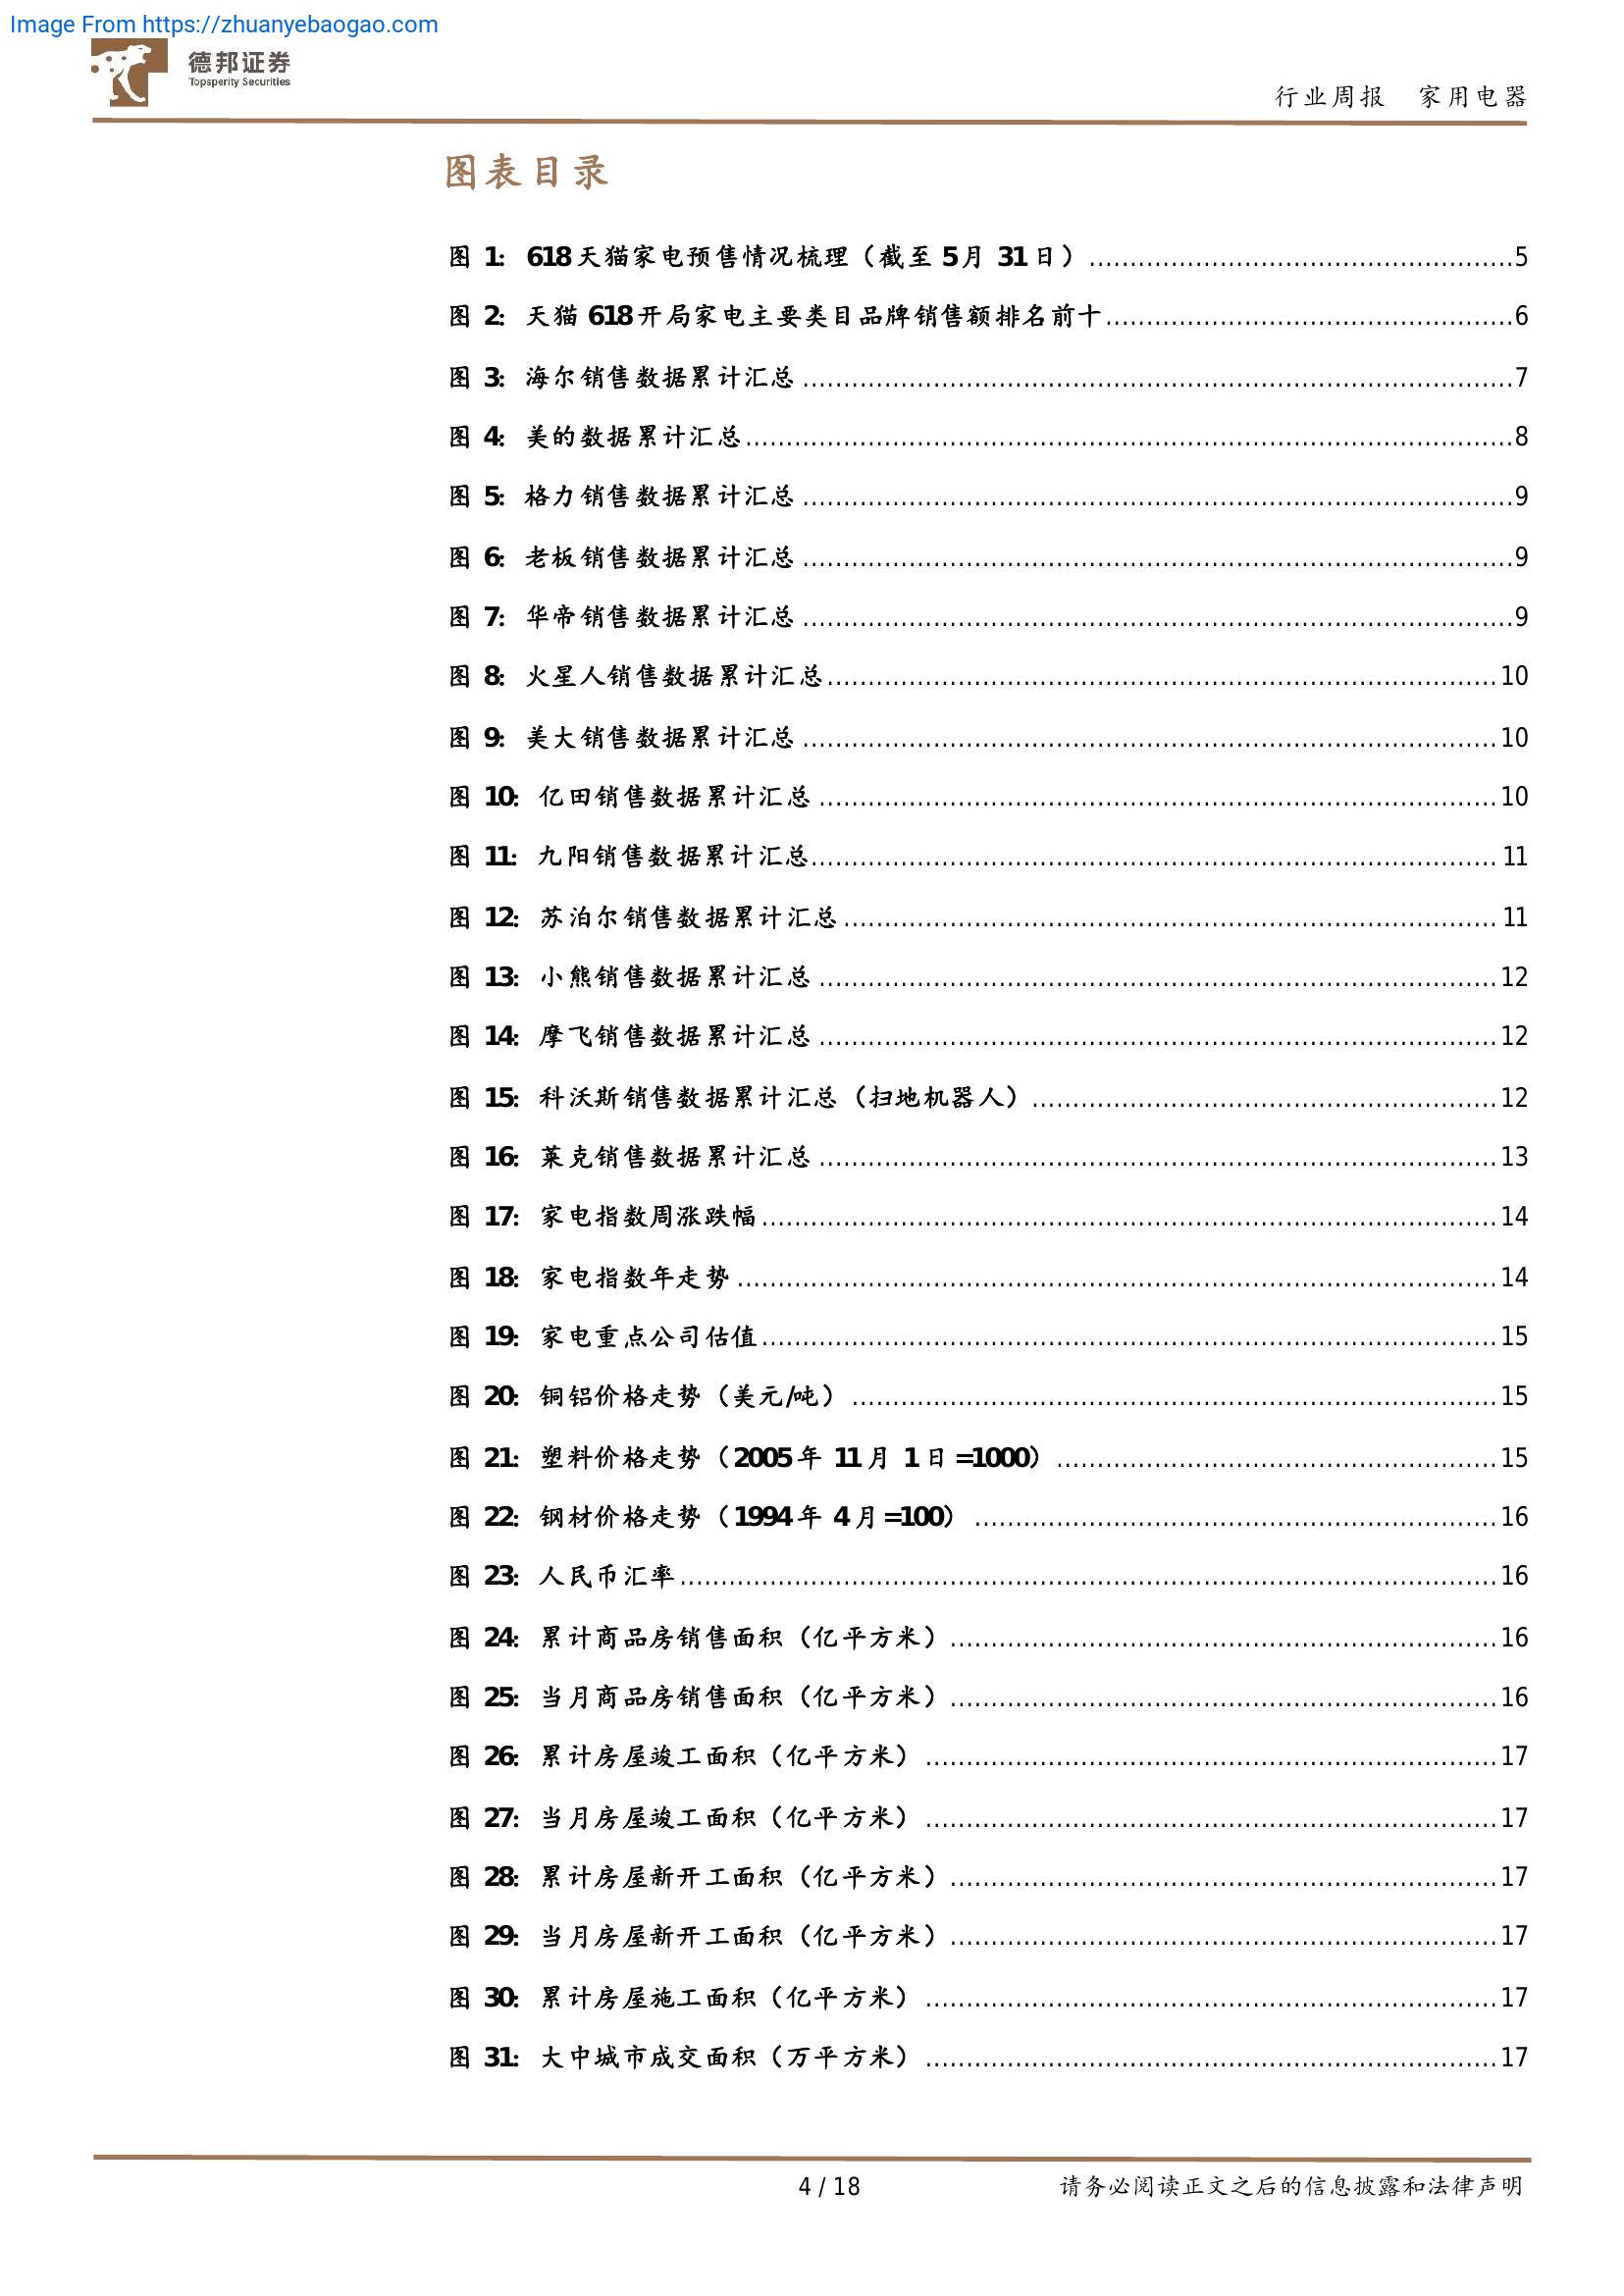 Image From https://zhuanyebaogao.com
德邦证券
Topsperity Securities
行业周报 家用电器
图表目录
图 1: 618天猫家电预售情况梳理（截至 5月 31日）......5
图 2: 天猫 618开局家电主要类目品牌销售额排名前十......6
图 3: 海尔销售数据累计汇总......7
图 4: 美的数据累计汇总......8
图 5: 格力销售数据累计汇总......9
图 6: 老板销售数据累计汇总......9
图 7: 华帝销售数据累计汇总......9
图 8: 火星人销售数据累计汇总......10
图 9: 美大销售数据累计汇总......10
图 10: 亿田销售数据累计汇总......10
图 11: 九阳销售数据累计汇总......11
图 12: 苏泊尔销售数据累计汇总......11
图 13: 小熊销售数据累计汇总......12
图 14: 摩飞销售数据累计汇总......12
图 15: 科沃斯销售数据累计汇总（扫地机器人）......12
图 16: 莱克销售数据累计汇总......13
图 17: 家电指数周涨跌幅......14
图 18: 家电指数年走势......14
图 19: 家电重点公司估值......15
图 20: 铜铝价格走势（美元/吨）......15
图 21: 塑料价格走势（2005年 11月 1日=1000）......15
图 22: 钢材价格走势（1994年 4月=100）......16
图 23: 人民币汇率......16
图 24: 累计商品房销售面积（亿平方米）......16
图 25: 当月商品房销售面积（亿平方米）......16
图 26: 累计房屋竣工面积（亿平方米）......17
图 27: 当月房屋竣工面积（亿平方米）......17
图 28: 累计房屋新开工面积（亿平方米）......17
图 29: 当月房屋新开工面积（亿平方米）......17
图 30: 累计房屋施工面积（亿平方米）......17
图 31: 大中城市成交面积（万平方米）......17
4 / 18 请务必阅读正文之后的信息披露和法律声明